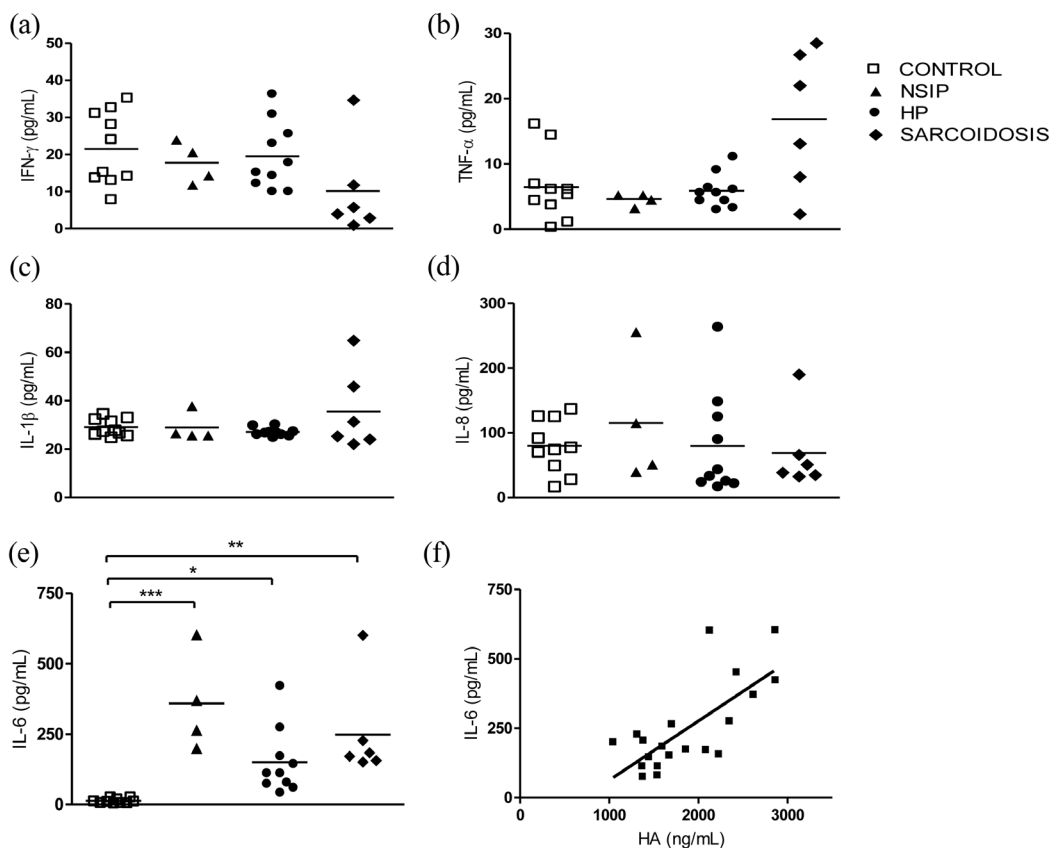 (a)
50
40
30
20
10
0
IFN-γ (pg/mL)
(b)
30
20
10
0
TNF-α (pg/mL)
CONTROL
NSIP
HP
SARCOIDOSIS
(c)
80
60
40
20
0
IL-1β (pg/mL)
(d)
300
200
100
0
IL-8 (pg/mL)
(e)
750
500
250
0
IL-6 (pg/mL)
***
*
**
(f)
750
500
250
0
IL-6 (pg/mL)
1000 2000 3000
HA (ng/mL)